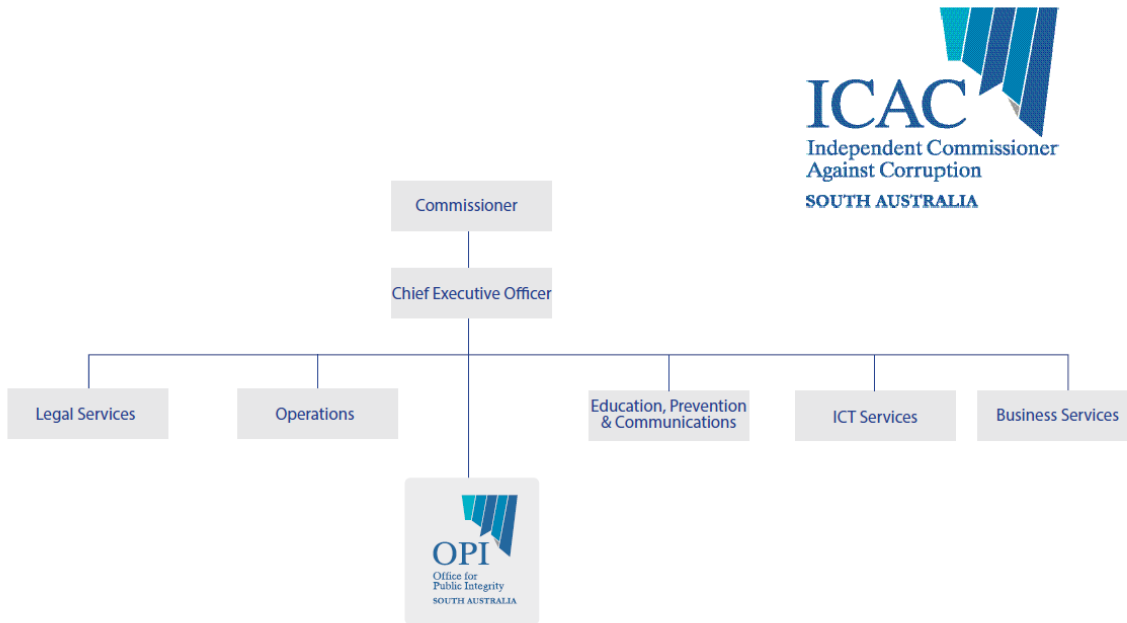 ICAC
Independent Commissioner
Against Corruption
SOUTH AUSTRALIA
Commissioner
Chief Executive Officer
Legal Services
Operations
Education, Prevention
& Communications
ICT Services
Business Services
OPI
Office for
Public Integrity
SOUTH AUSTRALIA